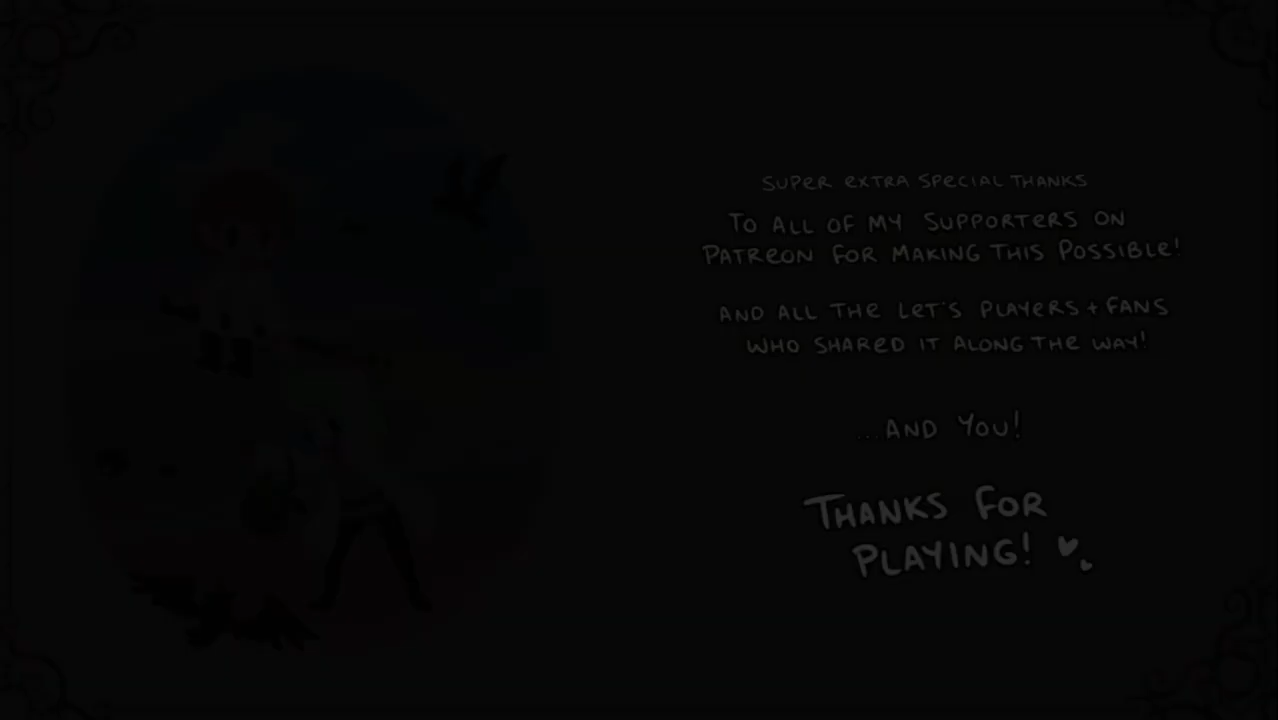 SUPER EXTRA SPECIAL THANKS
TO ALL OF MY SUPPORTERS ON
PATREON FOR MAKING THIS POSSIBLE!
AND ALL THE LET'S PLAYERS + FANS
WHO SHARED IT ALONG THE WAY!
...AND YOU!
THANKS FOR
PLAYING!